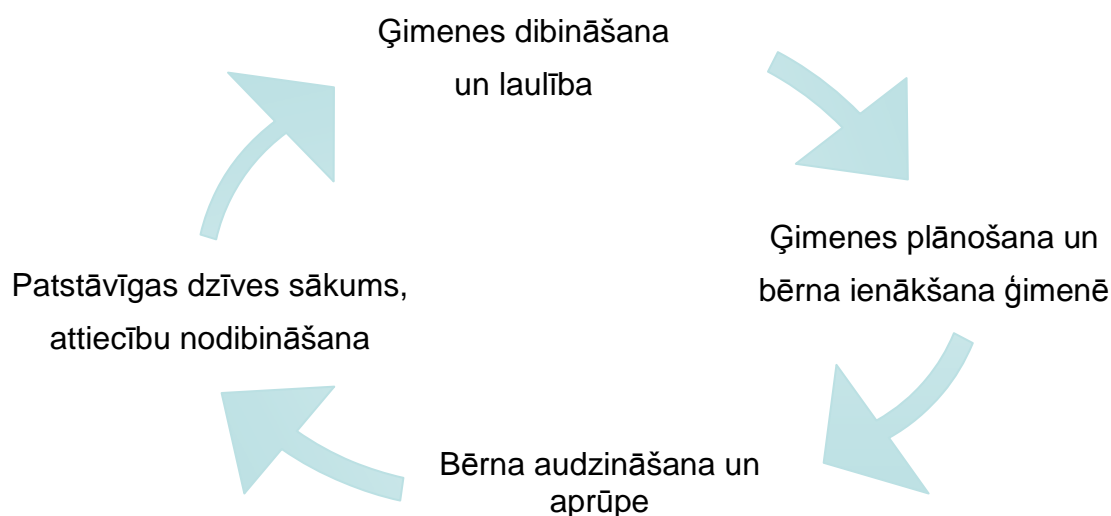 Ģimenes dibināšana
un laulība
Ģimenes plānošana un
bērna ienākšana ģimenē
Bērna audzināšana un
aprūpe
Patstāvīgas dzīves sākums,
attiecību nodibināšana